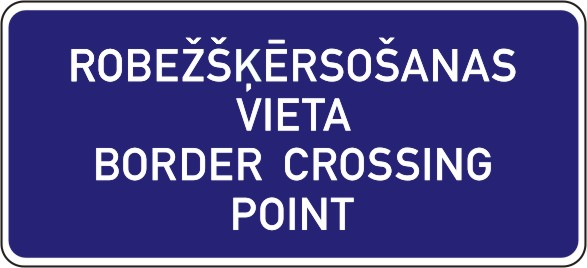 ROBEŽŠĶĒRSOŠANAS
VIETA
BORDER CROSSING
POINT